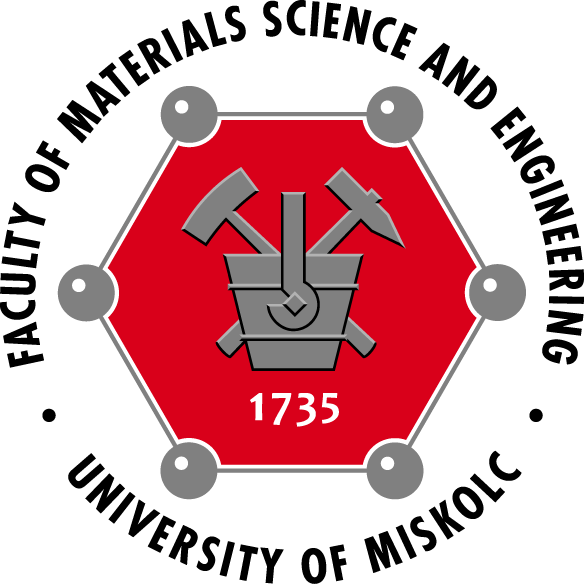 FACULTY OF MATERIALS SCIENCE AND ENGINEERING
1735
· UNIVERSITY OF MISKOLC ·